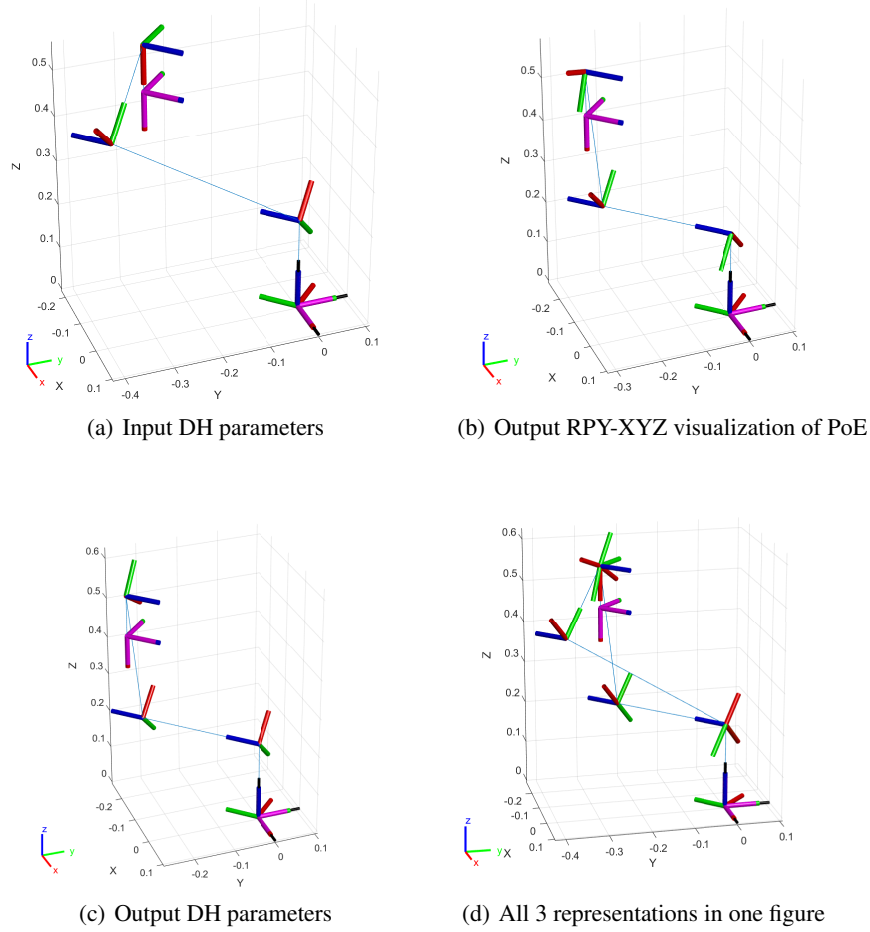 0.5
0.4
0.3
0.2
0.1
0
Z
-0.2
-0.1
0
0.1
X
-0.4
-0.3
-0.2
-0.1
0
0.1
Y
z
y
x
(a) Input DH parameters
0.5
0.4
0.3
0.2
0.1
0
Z
-0.2
-0.1
0
0.1
X
-0.3
-0.2
-0.1
0
0.1
Y
z
y
x
(b) Output RPY-XYZ visualization of PoE
0.6
0.5
0.4
0.3
0.2
0.1
0
Z
-0.2
-0.1
0
0.1
X
-0.2
-0.1
0
0.1
Y
z
y
x
(c) Output DH parameters
0.6
0.5
0.4
0.3
0.2
0.1
0
Z
-0.2
-0.1
0
0.1
X
-0.4
-0.3
-0.2
-0.1
0
0.1
Y
z
y
x
(d) All 3 representations in one figure